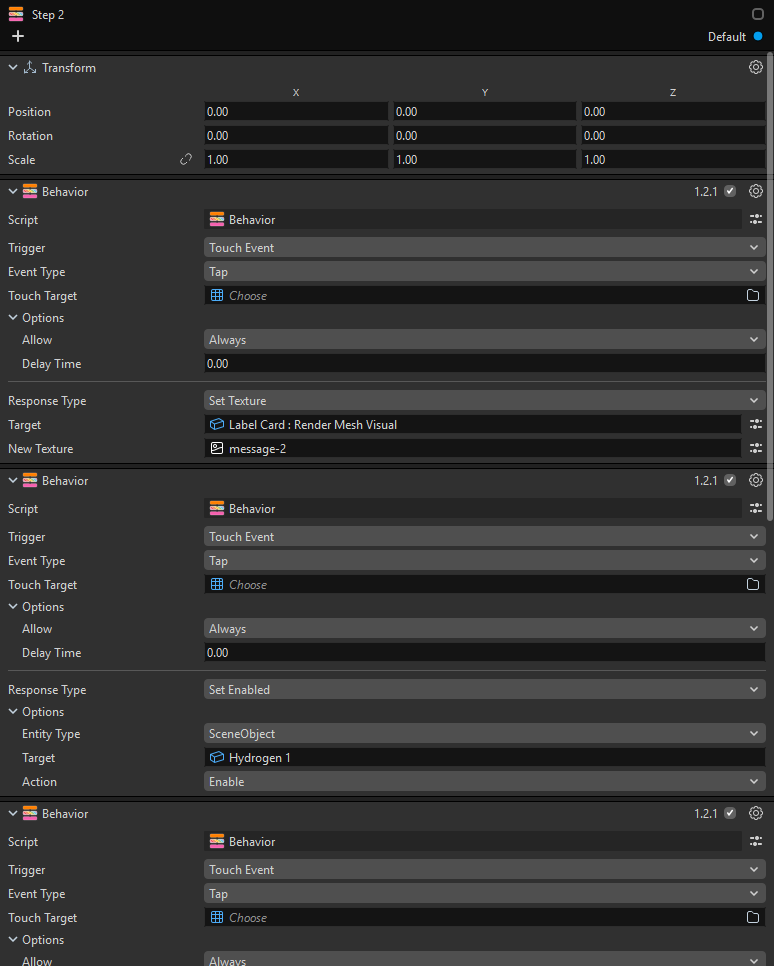 Step 2
+
Default
Transform
X Y Z
Position 0.00 0.00 0.00
Rotation 0.00 0.00 0.00
Scale 1.00 1.00 1.00
Behavior 1.2.1
Script Behavior
Trigger Touch Event
Event Type Tap
Touch Target Choose
Options
Allow Always
Delay Time 0.00
Response Type Set Texture
Target Label Card : Render Mesh Visual
New Texture message-2
Behavior 1.2.1
Script Behavior
Trigger Touch Event
Event Type Tap
Touch Target Choose
Options
Allow Always
Delay Time 0.00
Response Type Set Enabled
Options
Entity Type SceneObject
Target Hydrogen 1
Action Enable
Behavior 1.2.1
Script Behavior
Trigger Touch Event
Event Type Tap
Touch Target Choose
Options
Allow Always